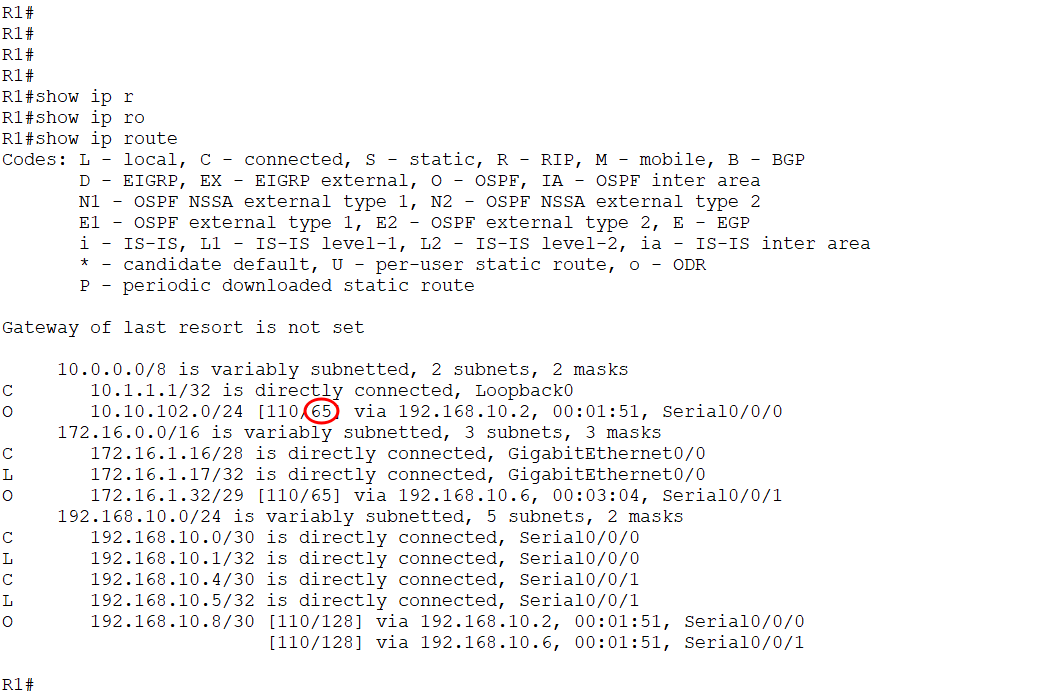 R1#
R1#
R1#
R1#
R1#show ip r
R1#show ip ro
R1#show ip route
Codes: L - local, C - connected, S - static, R - RIP, M - mobile, B - BGP
       D - EIGRP, EX - EIGRP external, O - OSPF, IA - OSPF inter area
       N1 - OSPF NSSA external type 1, N2 - OSPF NSSA external type 2
       E1 - OSPF external type 1, E2 - OSPF external type 2, E - EGP
       i - IS-IS, L1 - IS-IS level-1, L2 - IS-IS level-2, ia - IS-IS inter area
       * - candidate default, U - per-user static route, o - ODR
       P - periodic downloaded static route

Gateway of last resort is not set

     10.0.0.0/8 is variably subnetted, 2 subnets, 2 masks
C       10.1.1.1/32 is directly connected, Loopback0
O       10.10.102.0/24 [110/65] via 192.168.10.2, 00:01:51, Serial0/0/0
     172.16.0.0/16 is variably subnetted, 3 subnets, 3 masks
C       172.16.1.16/28 is directly connected, GigabitEthernet0/0
L       172.16.1.17/32 is directly connected, GigabitEthernet0/0
O       172.16.1.32/29 [110/65] via 192.168.10.6, 00:03:04, Serial0/0/1
     192.168.10.0/24 is variably subnetted, 5 subnets, 2 masks
C       192.168.10.0/30 is directly connected, Serial0/0/0
L       192.168.10.1/32 is directly connected, Serial0/0/0
C       192.168.10.4/30 is directly connected, Serial0/0/1
L       192.168.10.5/32 is directly connected, Serial0/0/1
O       192.168.10.8/30 [110/128] via 192.168.10.2, 00:01:51, Serial0/0/0
                        [110/128] via 192.168.10.6, 00:01:51, Serial0/0/1

R1#